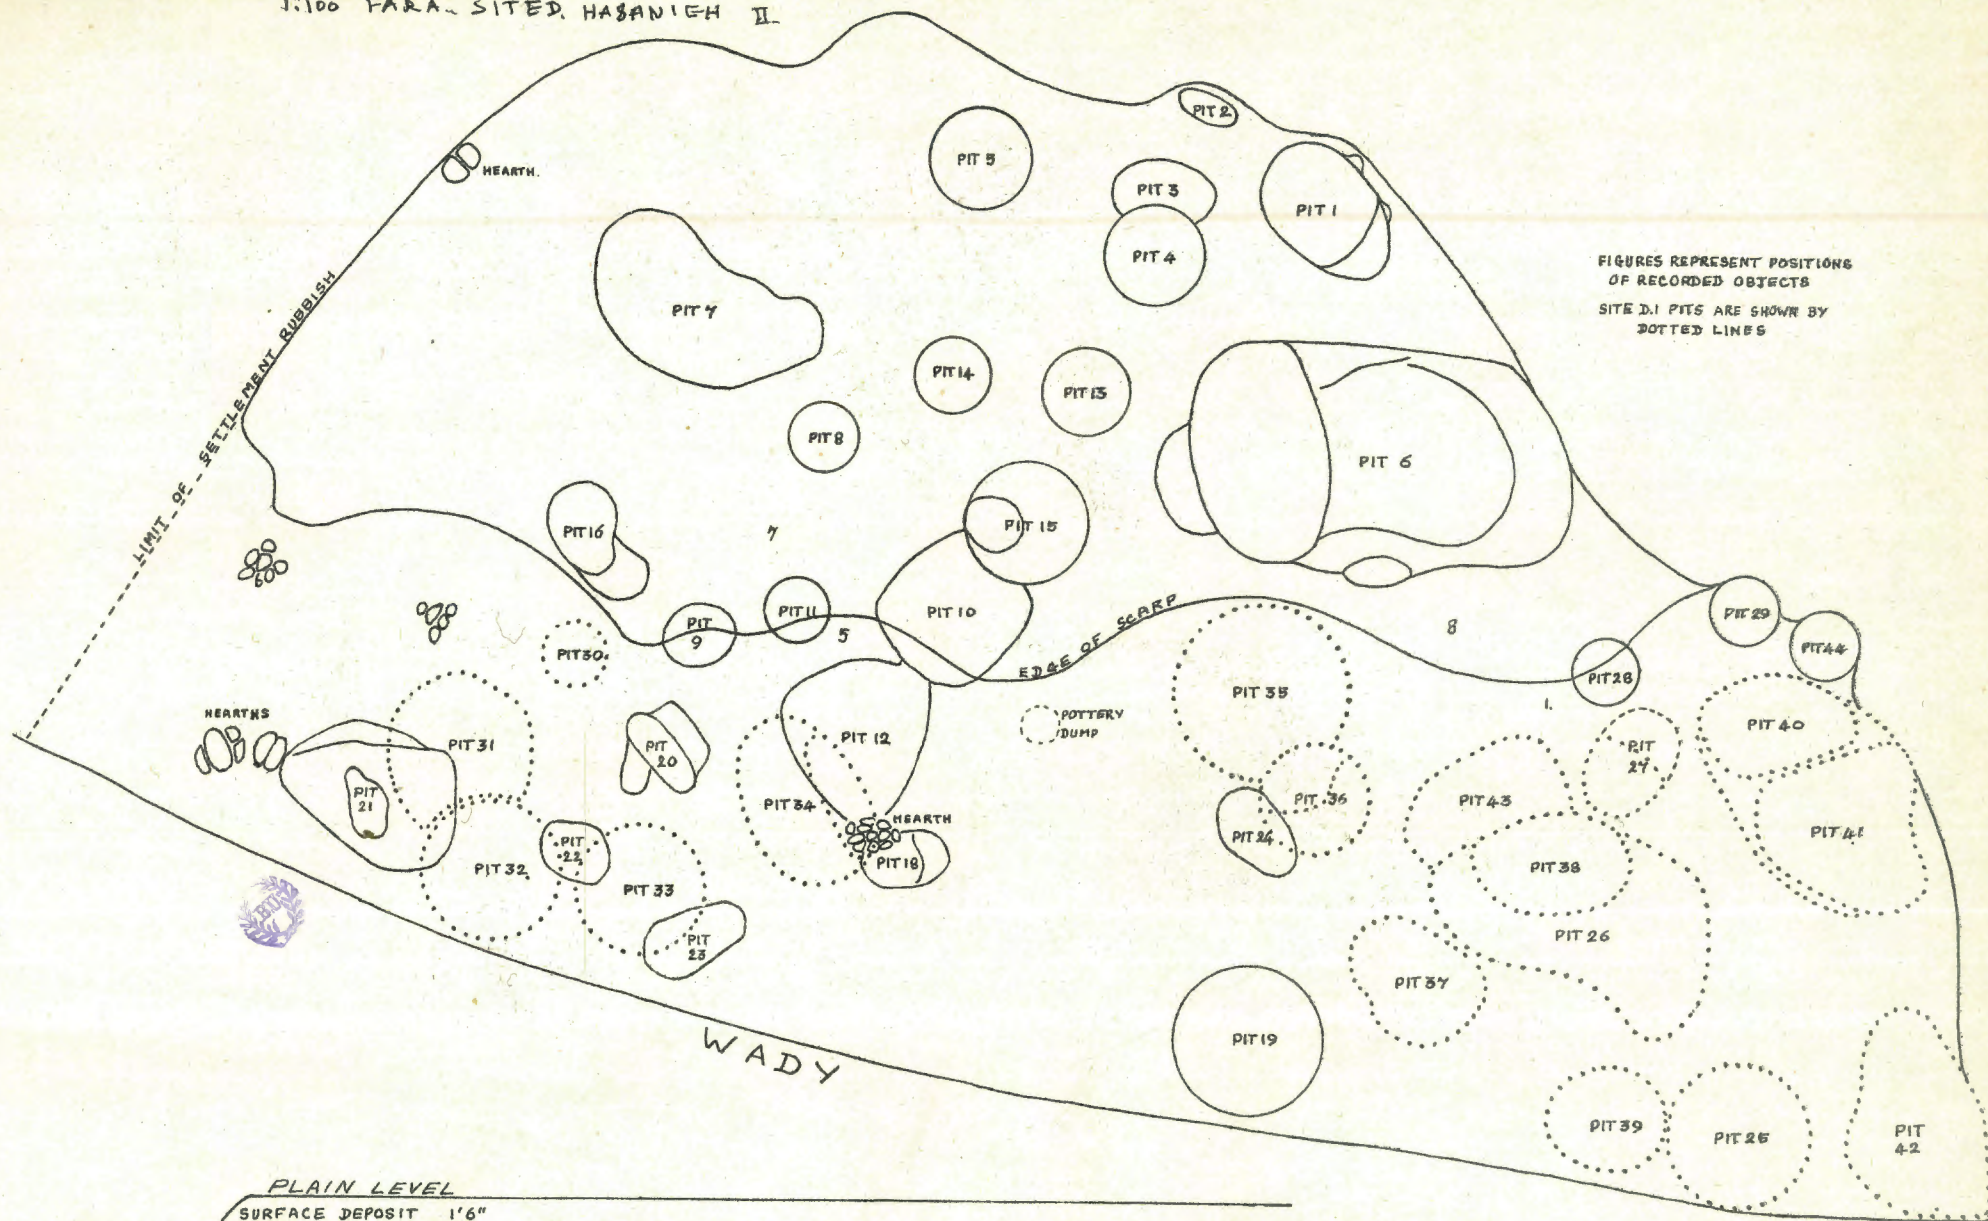 1:100 FARA. SITE D. HASANIEH II.
PIT 2
PIT 5
HEARTH.
PIT 3
PIT 1
PIT 4
FIGURES REPRESENT POSITIONS
OF RECORDED OBJECTS
SITE D.1 PITS ARE SHOWN BY
DOTTED LINES
PIT 7
LIMIT - OF - SETTLEMENT RUBBISH
PIT 14
PIT 13
PIT 8
PIT 6
PIT 16
7
PIT 15
60
PIT 9
PIT 11
5
PIT 10
EDGE OF SCARP
8
PIT 29
PIT 44
PIT 30
PIT 28
PIT 35
1.
HEARTHS
PIT 31
PIT
20
PIT 12
POTTERY
DUMP
PIT
27
PIT 40
PIT
21
PIT 34
HEARTH
PIT 36
PIT 43
PIT 24
PIT 41
PIT
22
PIT 32
PIT 33
PIT 18
PIT 38
BU
PIT
23
PIT 26
PIT 37
WADY
PIT 19
PIT 39
PIT 25
PIT
42
PLAIN LEVEL
SURFACE DEPOSIT 1'6"